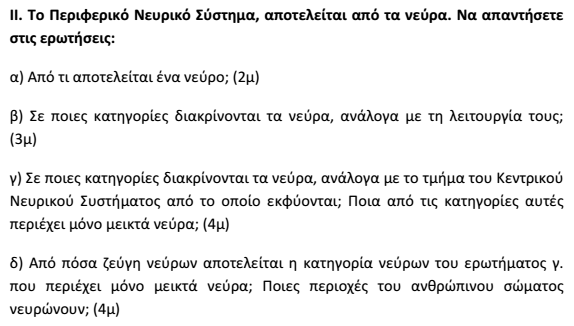 ΙΙ. Το Περιφερικό Νευρικό Σύστημα, αποτελείται από τα νεύρα. Να απαντήσετε
στις ερωτήσεις:
α) Από τι αποτελείται ένα νεύρο; (2μ)
β) Σε ποιες κατηγορίες διακρίνονται τα νεύρα, ανάλογα με τη λειτουργία τους;
(3μ)
γ) Σε ποιες κατηγορίες διακρίνονται τα νεύρα, ανάλογα με το τμήμα του Κεντρικού
Νευρικού Συστήματος από το οποίο εκφύονται; Ποια από τις κατηγορίες αυτές
περιέχει μόνο μεικτά νεύρα; (4μ)
δ) Από πόσα ζεύγη νεύρων αποτελείται η κατηγορία νεύρων του ερωτήματος γ.
που περιέχει μόνο μεικτά νεύρα; Ποιες περιοχές του ανθρώπινου σώματος
νευρώνουν; (4μ)